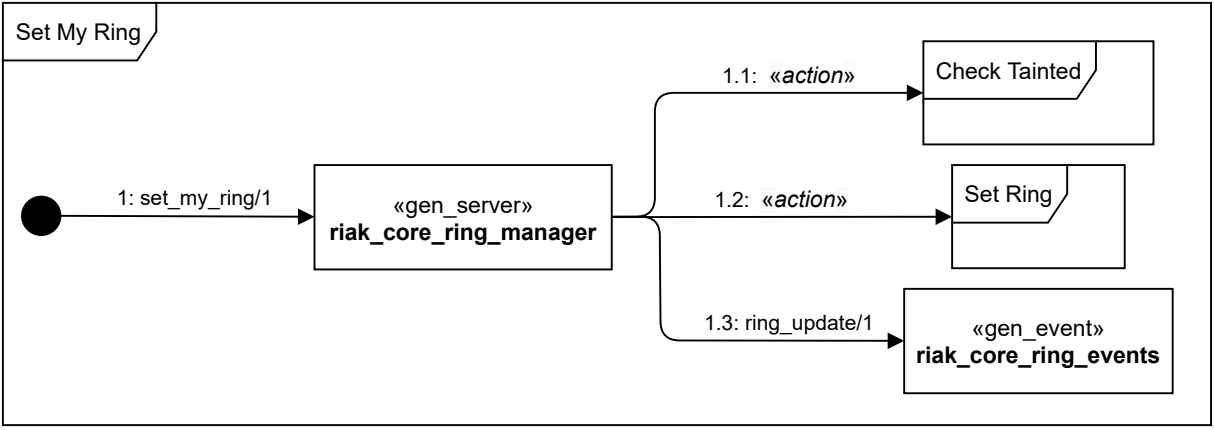 Set My Ring
1.1: «action»
Check Tainted
1: set_my_ring/1
«gen_server»
riak_core_ring_manager
1.2: «action»
Set Ring
1.3: ring_update/1
«gen_event»
riak_core_ring_events